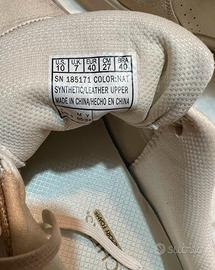 U.S. U.K. EUR CM BRA
10 7 40 27 40
SN 185171 COLOR:NAT
SYNTHETIC/LEATHER UPPER
MADE IN CHINA/HECHO EN CHINA
subito